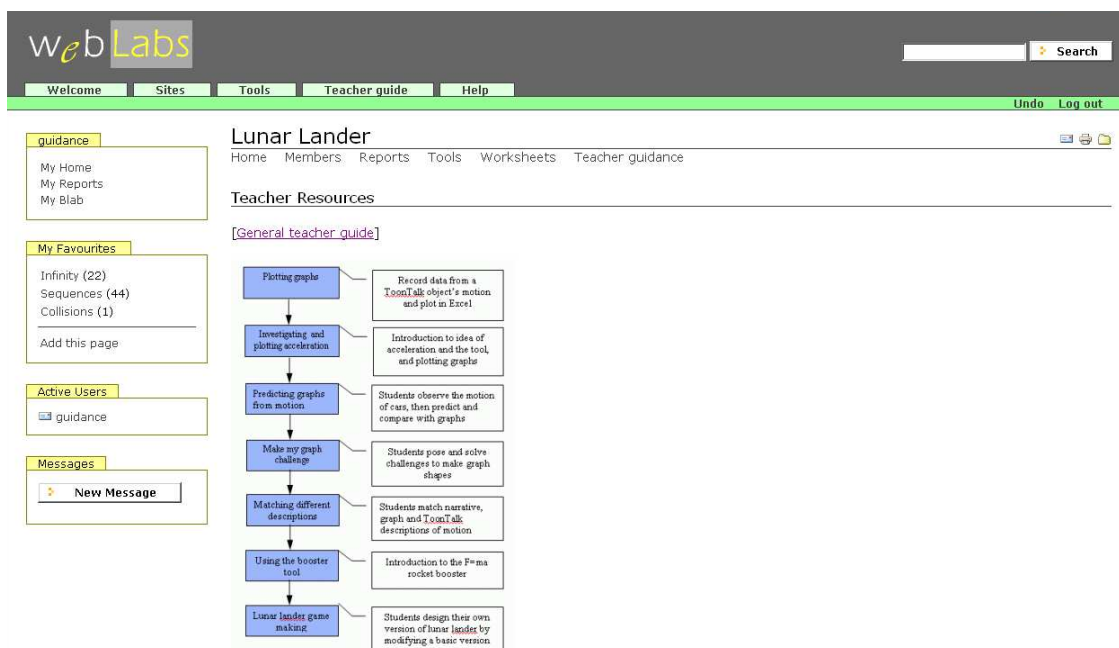 webLabs
Search
Welcome Sites Tools Teacher guide Help
Undo Log out
guidance
My Home
My Reports
My Blab
My Favourites
Infinity (22)
Sequences (44)
Collisions (1)
Add this page
Active Users
guidance
Messages
New Message
Lunar Lander
Home Members Reports Tools Worksheets Teacher guidance
Teacher Resources
[General teacher guide]
Plotting graphs
Record data from a
ToonTalk object's motion
and plot in Excel
Investigating and
plotting acceleration
Introduction to idea of
acceleration and the tool,
and plotting graphs
Predicting graphs
from motion
Students observe the motion
of cars, then predict and
compare with graphs
Make my graph
challenge
Students pose and solve
challenges to make graph
shapes
Matching different
descriptions
Students match narrative,
graph and ToonTalk
descriptions of motion
Using the booster
tool
Introduction to the F=ma
rocket booster
Lunar lander game
making
Students design their own
version of lunar lander by
modifying a basic version